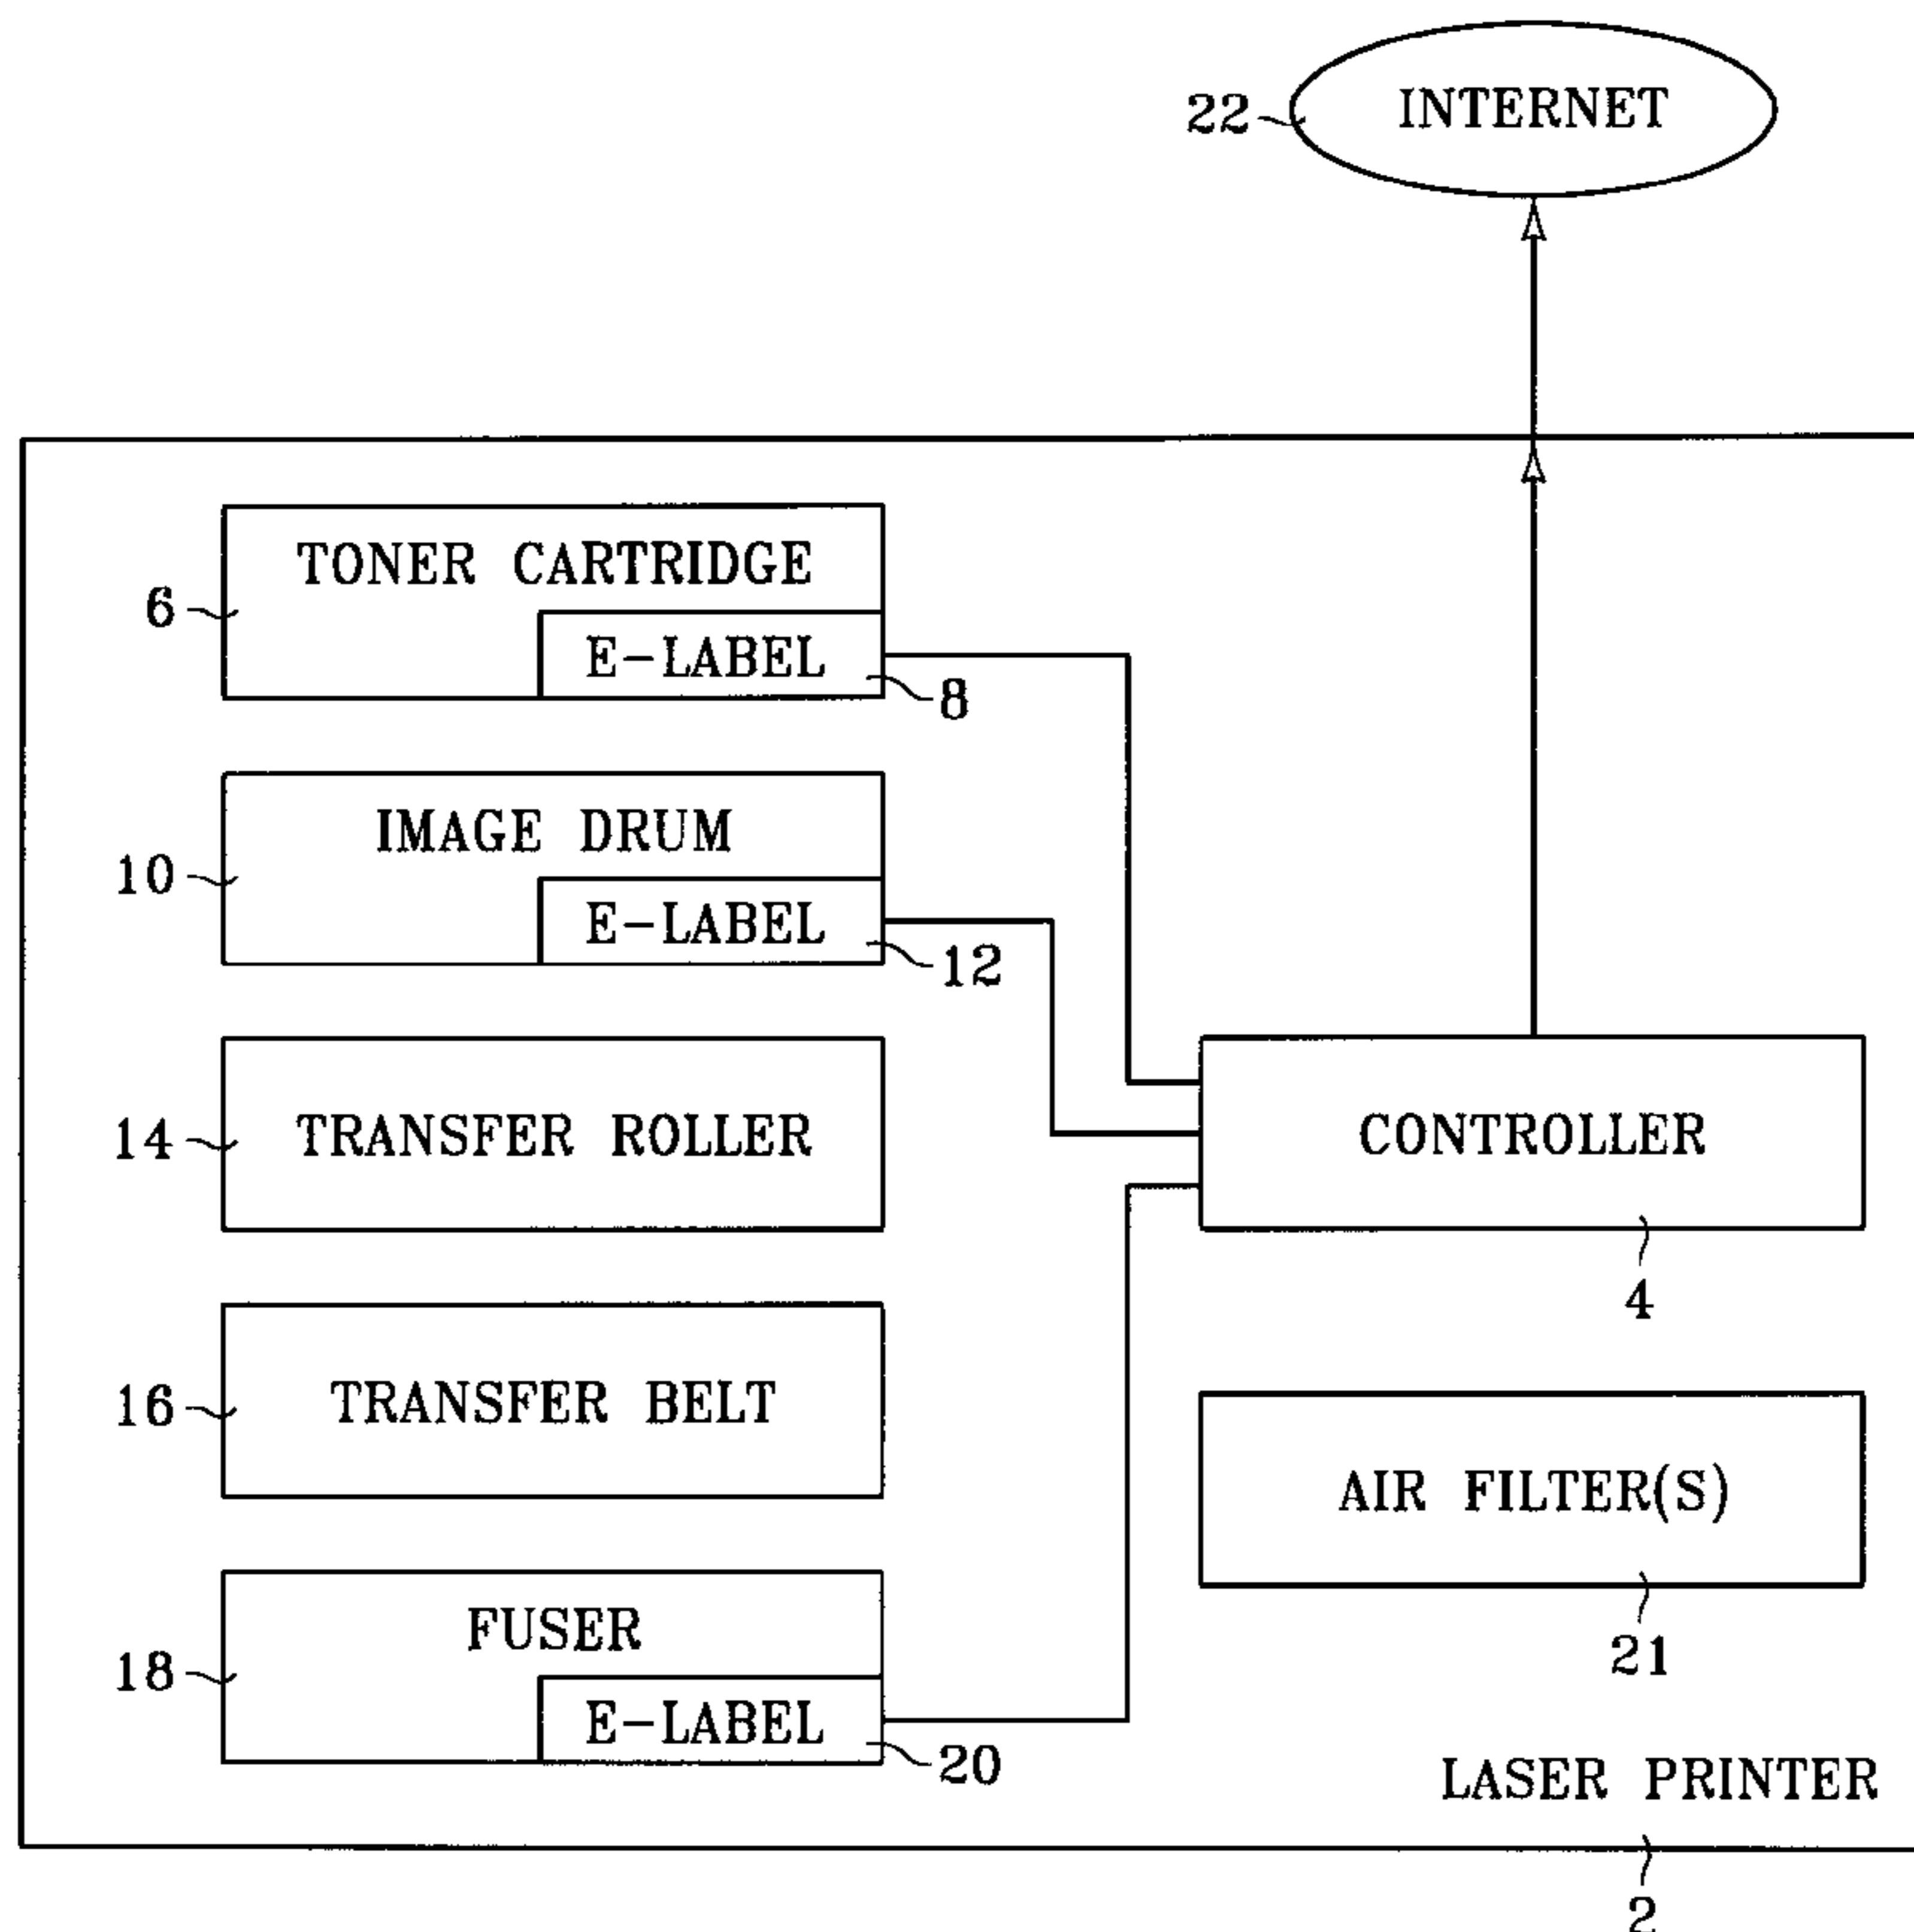 INTERNET
22
TONER CARTRIDGE
6
E-LABEL
8
IMAGE DRUM
10
E-LABEL
12
TRANSFER ROLLER
14
CONTROLLER
4
TRANSFER BELT
16
AIR FILTER(S)
21
FUSER
18
E-LABEL
20
LASER PRINTER
2